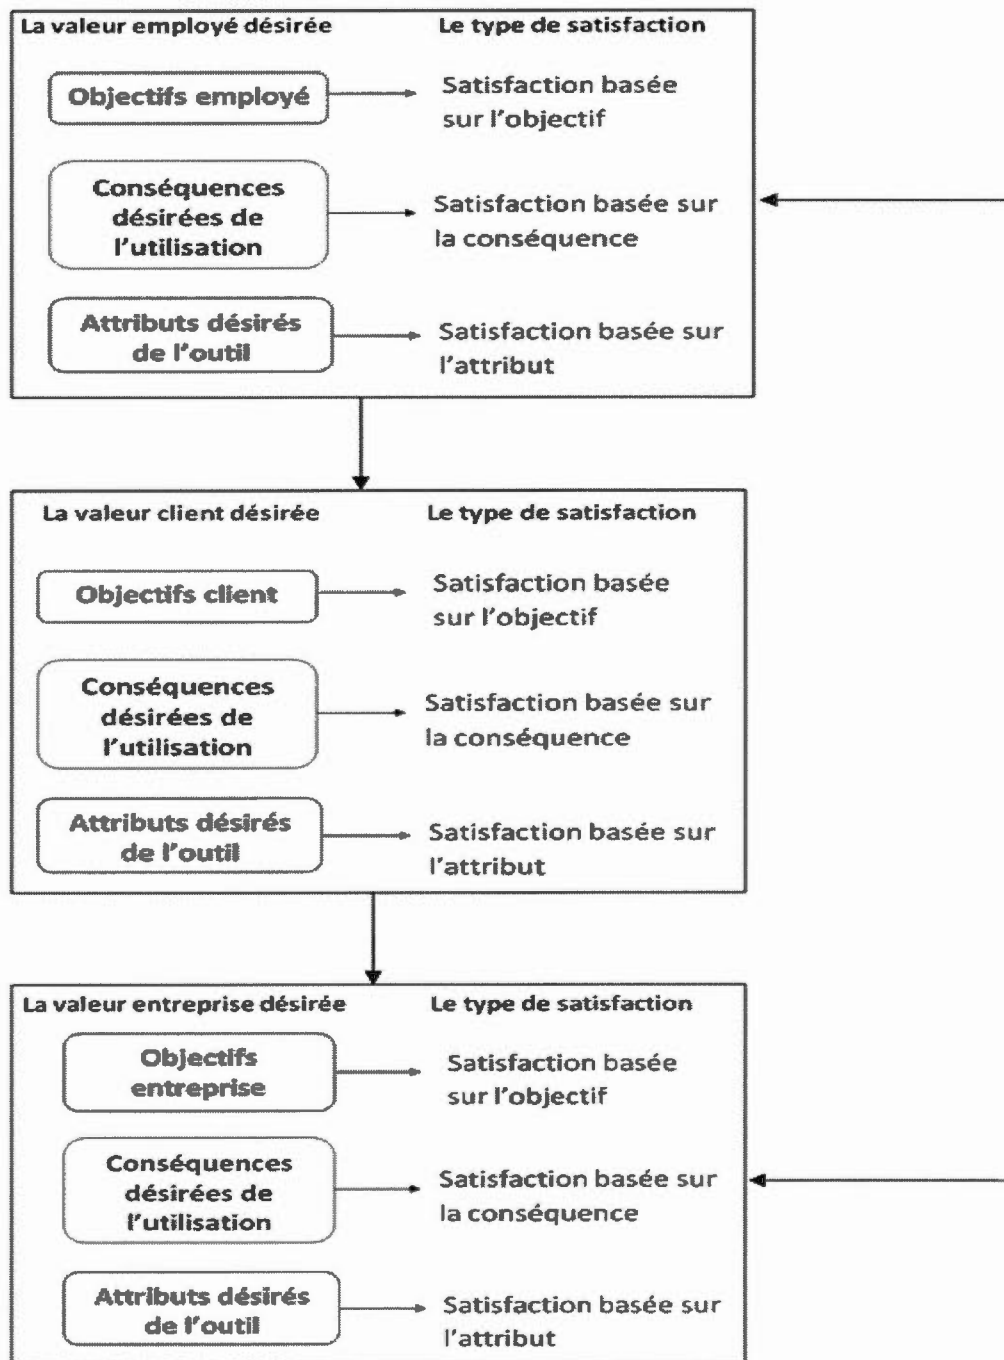 La valeur employé désirée
Le type de satisfaction
Objectifs employé
Satisfaction basée
sur l'objectif
Conséquences
désirées de
l'utilisation
Satisfaction basée sur
la conséquence
Attributs désirés
de l'outil
Satisfaction basée sur
l'attribut
La valeur client désirée
Le type de satisfaction
Objectifs client
Satisfaction basée
sur l'objectif
Conséquences
désirées de
l'utilisation
Satisfaction basée sur
la conséquence
Attributs désirés
de l'outil
Satisfaction basée sur
l'attribut
La valeur entreprise désirée
Le type de satisfaction
Objectifs
entreprise
Satisfaction basée
sur l'objectif
Conséquences
désirées de
l'utilisation
Satisfaction basée sur
la conséquence
Attributs désirés
de l'outil
Satisfaction basée sur
l'attribut